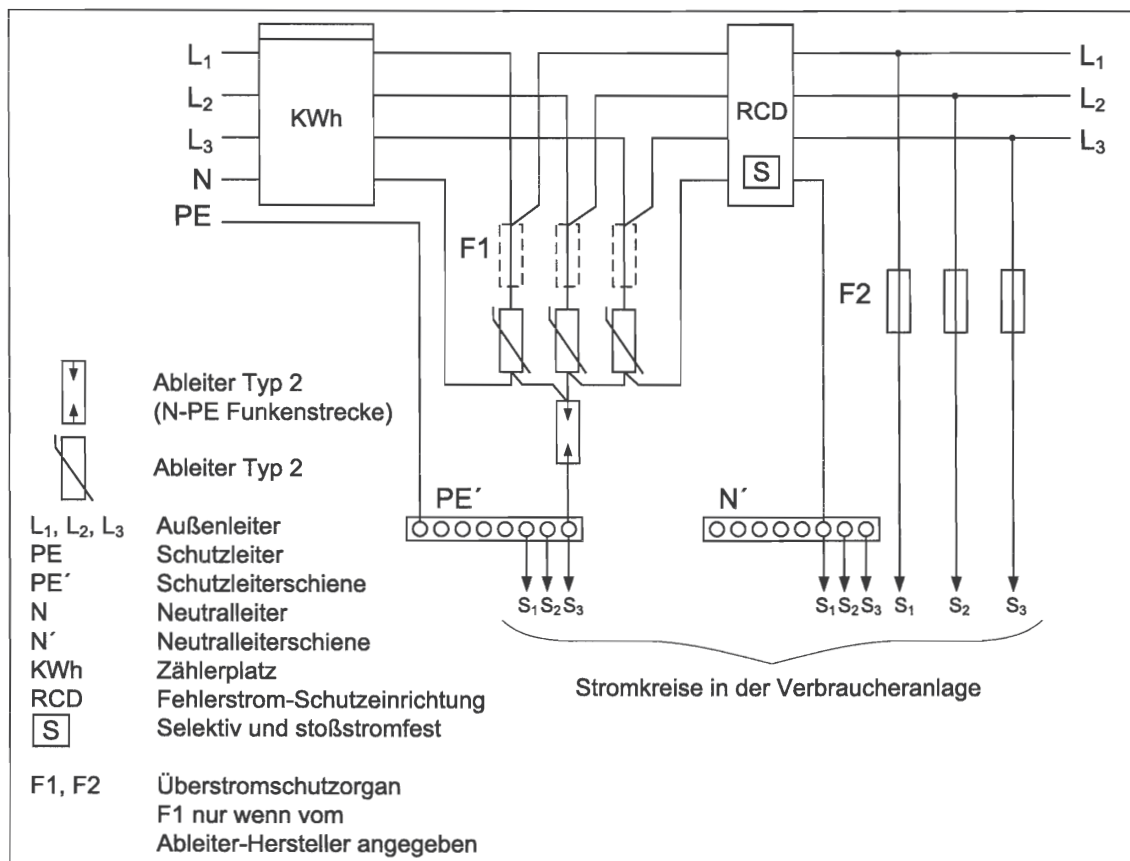 L₁
L₂
L₃
N
PE
KWh
RCD
S
L₁
L₂
L₃
F1
F2
PE´
N´
S₁ S₂ S₃
S₁ S₂ S₃ S₁ S₂ S₃
Stromkreise in der Verbraucheranlage
Ableiter Typ 2
(N-PE Funkenstrecke)
Ableiter Typ 2
L₁, L₂, L₃ Außenleiter
PE Schutzleiter
PE´ Schutzleiterschiene
N Neutralleiter
N´ Neutralleiterschiene
KWh Zählerplatz
RCD Fehlerstrom-Schutzeinrichtung
S Selektiv und stoßstromfest
F1, F2 Überstromschutzorgan
F1 nur wenn vom
Ableiter-Hersteller angegeben